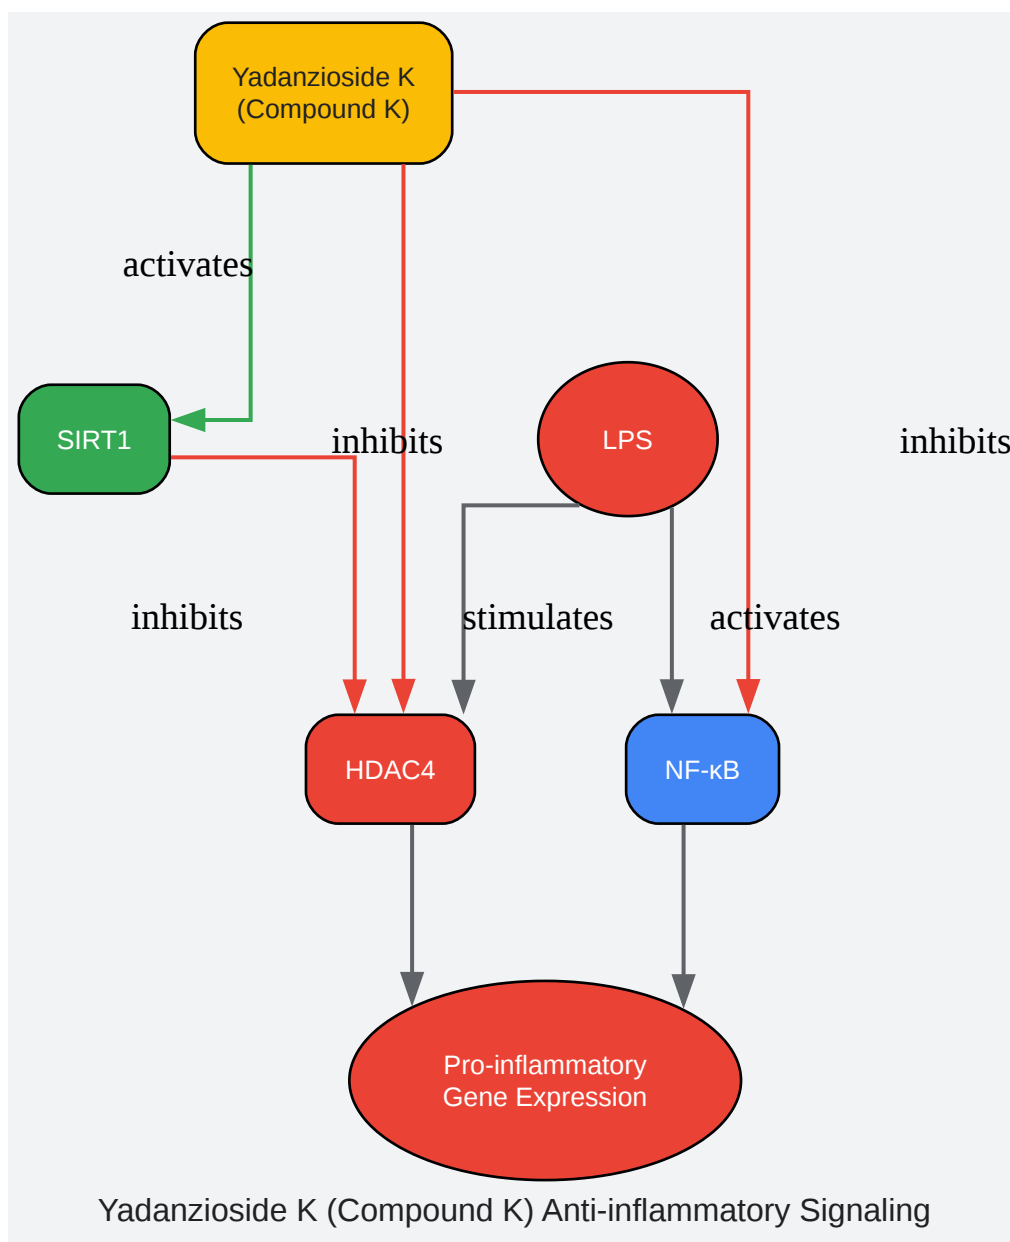 Yadanzioside K
(Compound K)
activates
SIRT1
inhibits
LPS
inhibits
inhibits
stimulates
activates
HDAC4
NF-κB
Pro-inflammatory
Gene Expression
Yadanzioside K (Compound K) Anti-inflammatory Signaling